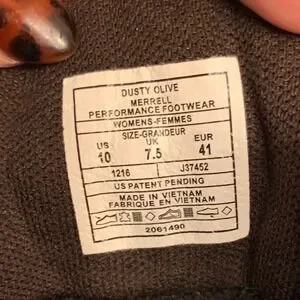 DUSTY OLIVE
MERRELL
PERFORMANCE FOOTWEAR
WOMENS-FEMMES
SIZE-GRANDEUR
US UK EUR
10 7.5 41
1216 J37452
US PATENT PENDING
MADE IN VIETNAM
FABRIQUE EN VIETNAM
2061490